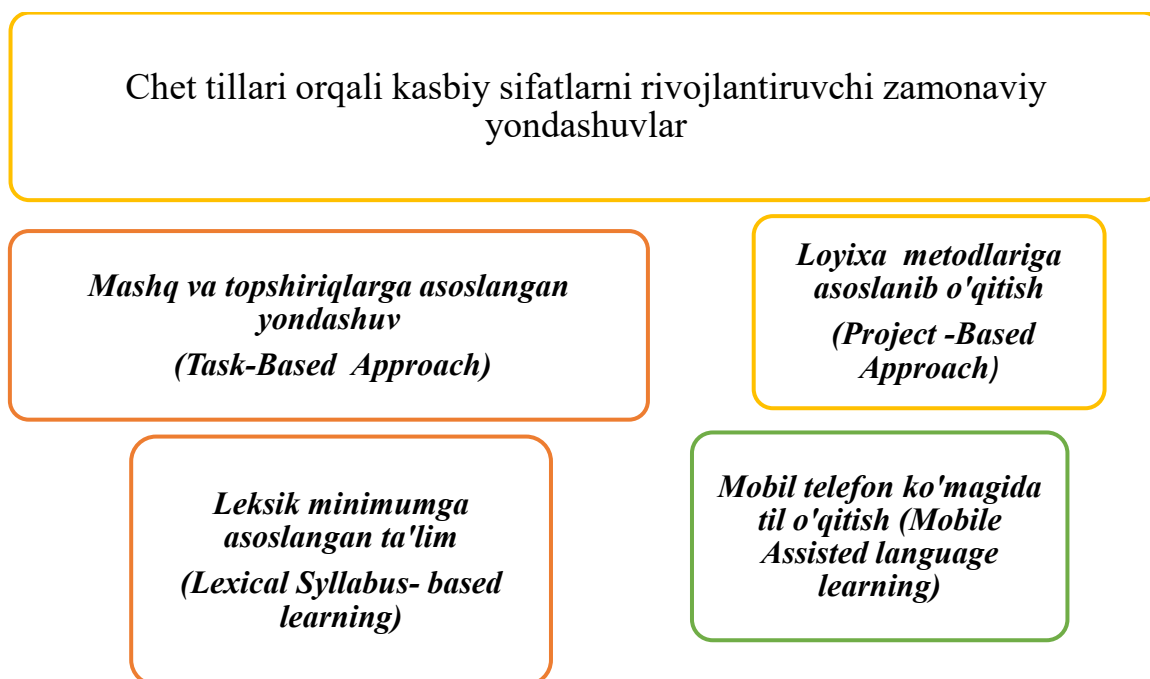 Chet tillari orqali kasbiy sifatlarni rivojlantiruvchi zamonaviy
yondashuvlar
Mashq va topshiriqlarga asoslangan
yondashuv
(Task-Based  Approach)
Loyixa  metodlariga
asoslanib o'qitish
(Project -Based
Approach)
Leksik minimumga
asoslangan ta'lim
(Lexical Syllabus- based
learning)
Mobil telefon ko'magida
til o'qitish (Mobile
Assisted language
learning)